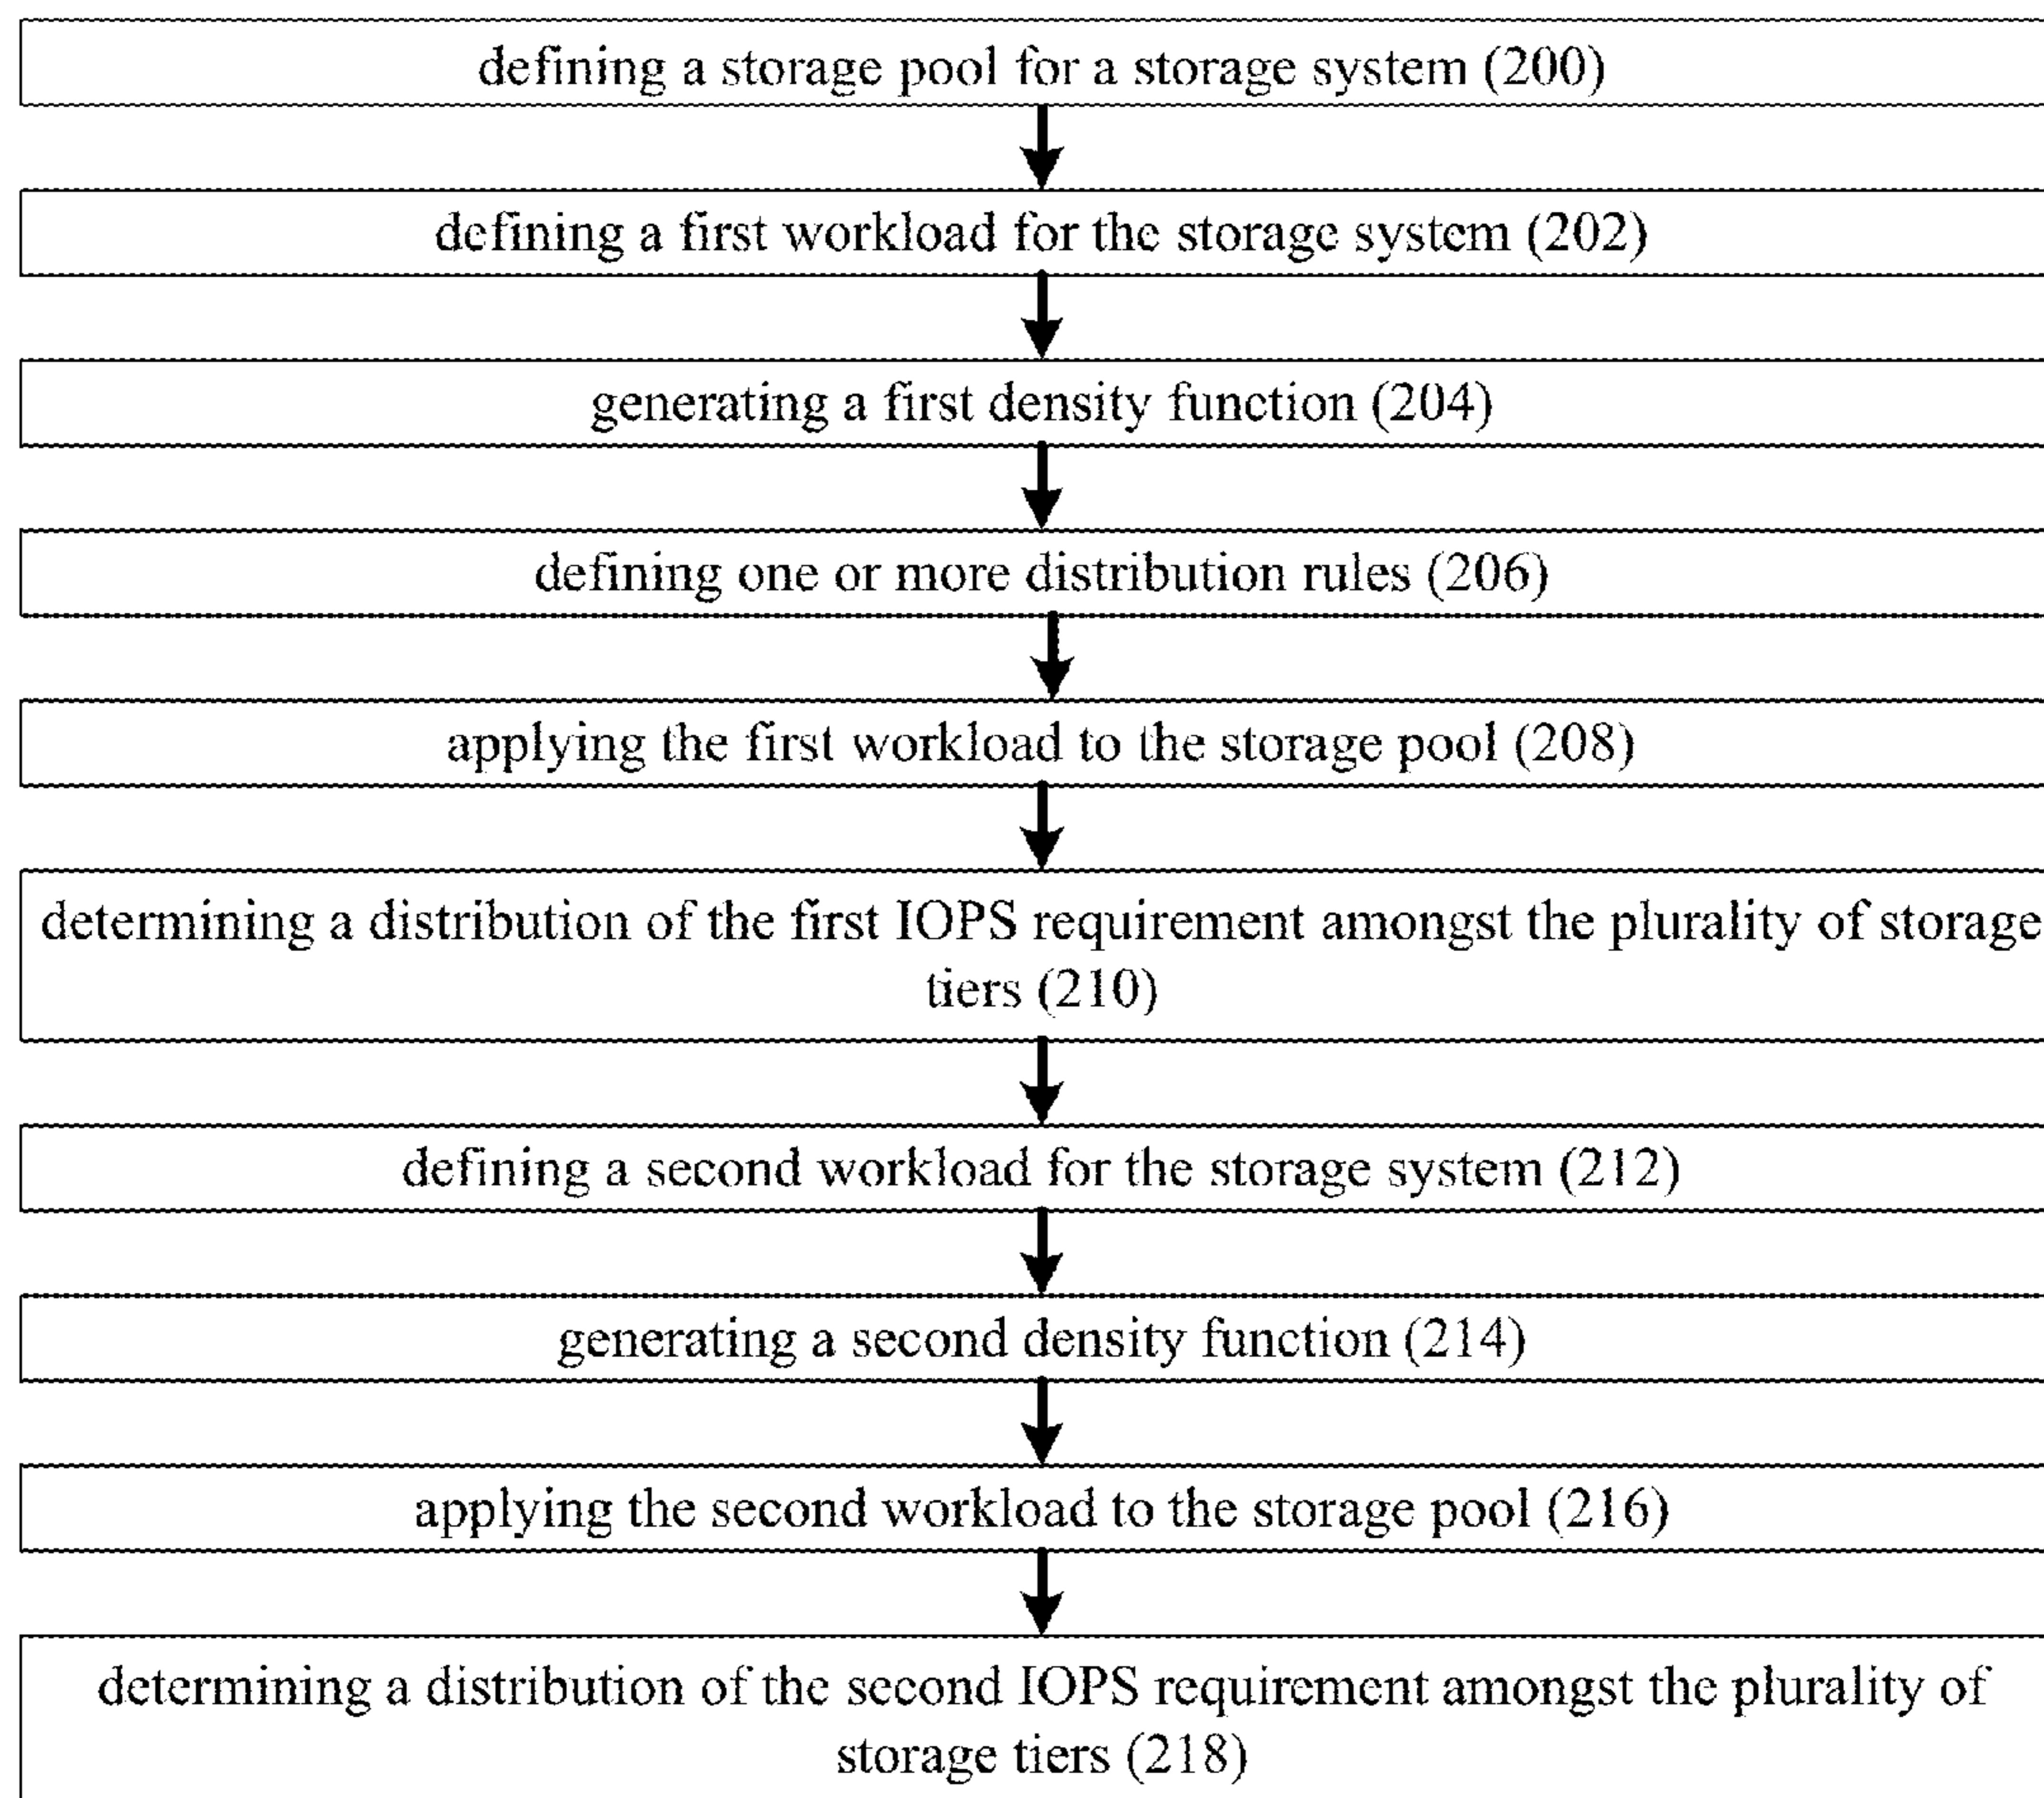 defining a storage pool for a storage system (200)
defining a first workload for the storage system (202)
generating a first density function (204)
defining one or more distribution rules (206)
applying the first workload to the storage pool (208)
determining a distribution of the first IOPS requirement amongst the plurality of storage
tiers (210)
defining a second workload for the storage system (212)
generating a second density function (214)
applying the second workload to the storage pool (216)
determining a distribution of the second IOPS requirement amongst the plurality of
storage tiers (218)